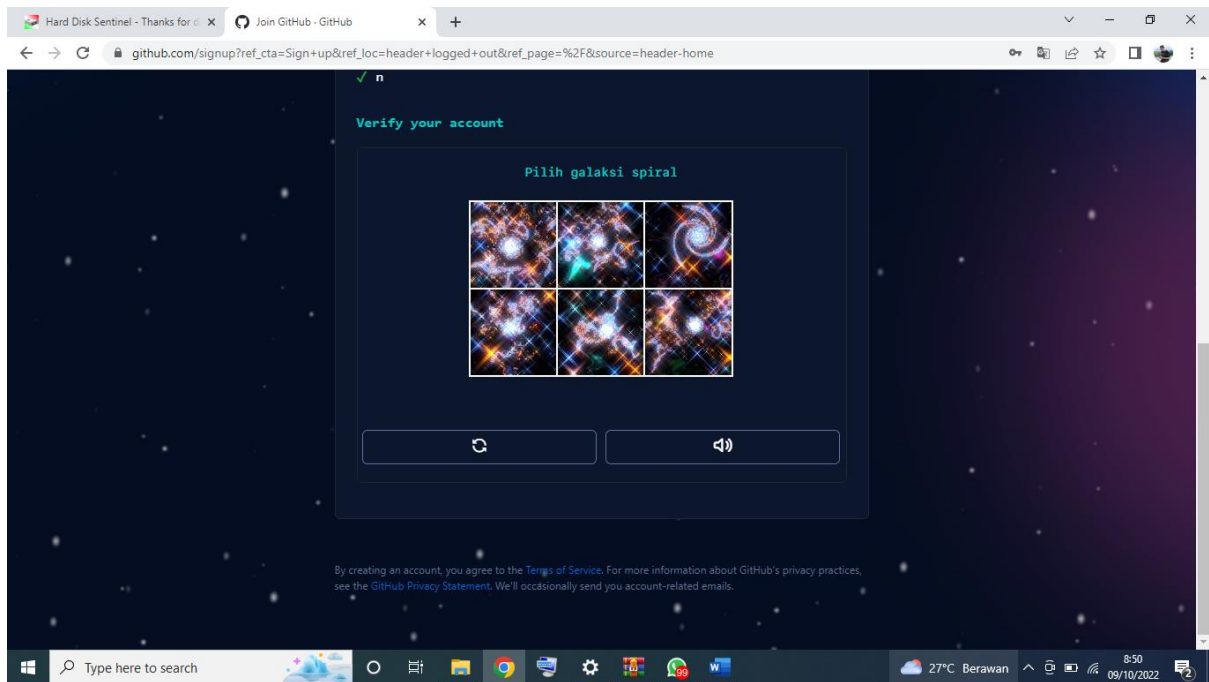 Hard Disk Sentinel - Thanks for d
Join GitHub · GitHub
github.com/signup?ref_cta=Sign+up&ref_loc=header+logged+out&ref_page=%2F&source=header-home
n
Verify your account
Pilih galaksi spiral
By creating an account, you agree to the Terms of Service. For more information about GitHub's privacy practices,
see the GitHub Privacy Statement. We'll occasionally send you account-related emails.
Type here to search
99
27°C Berawan
8:50
09/10/2022
2